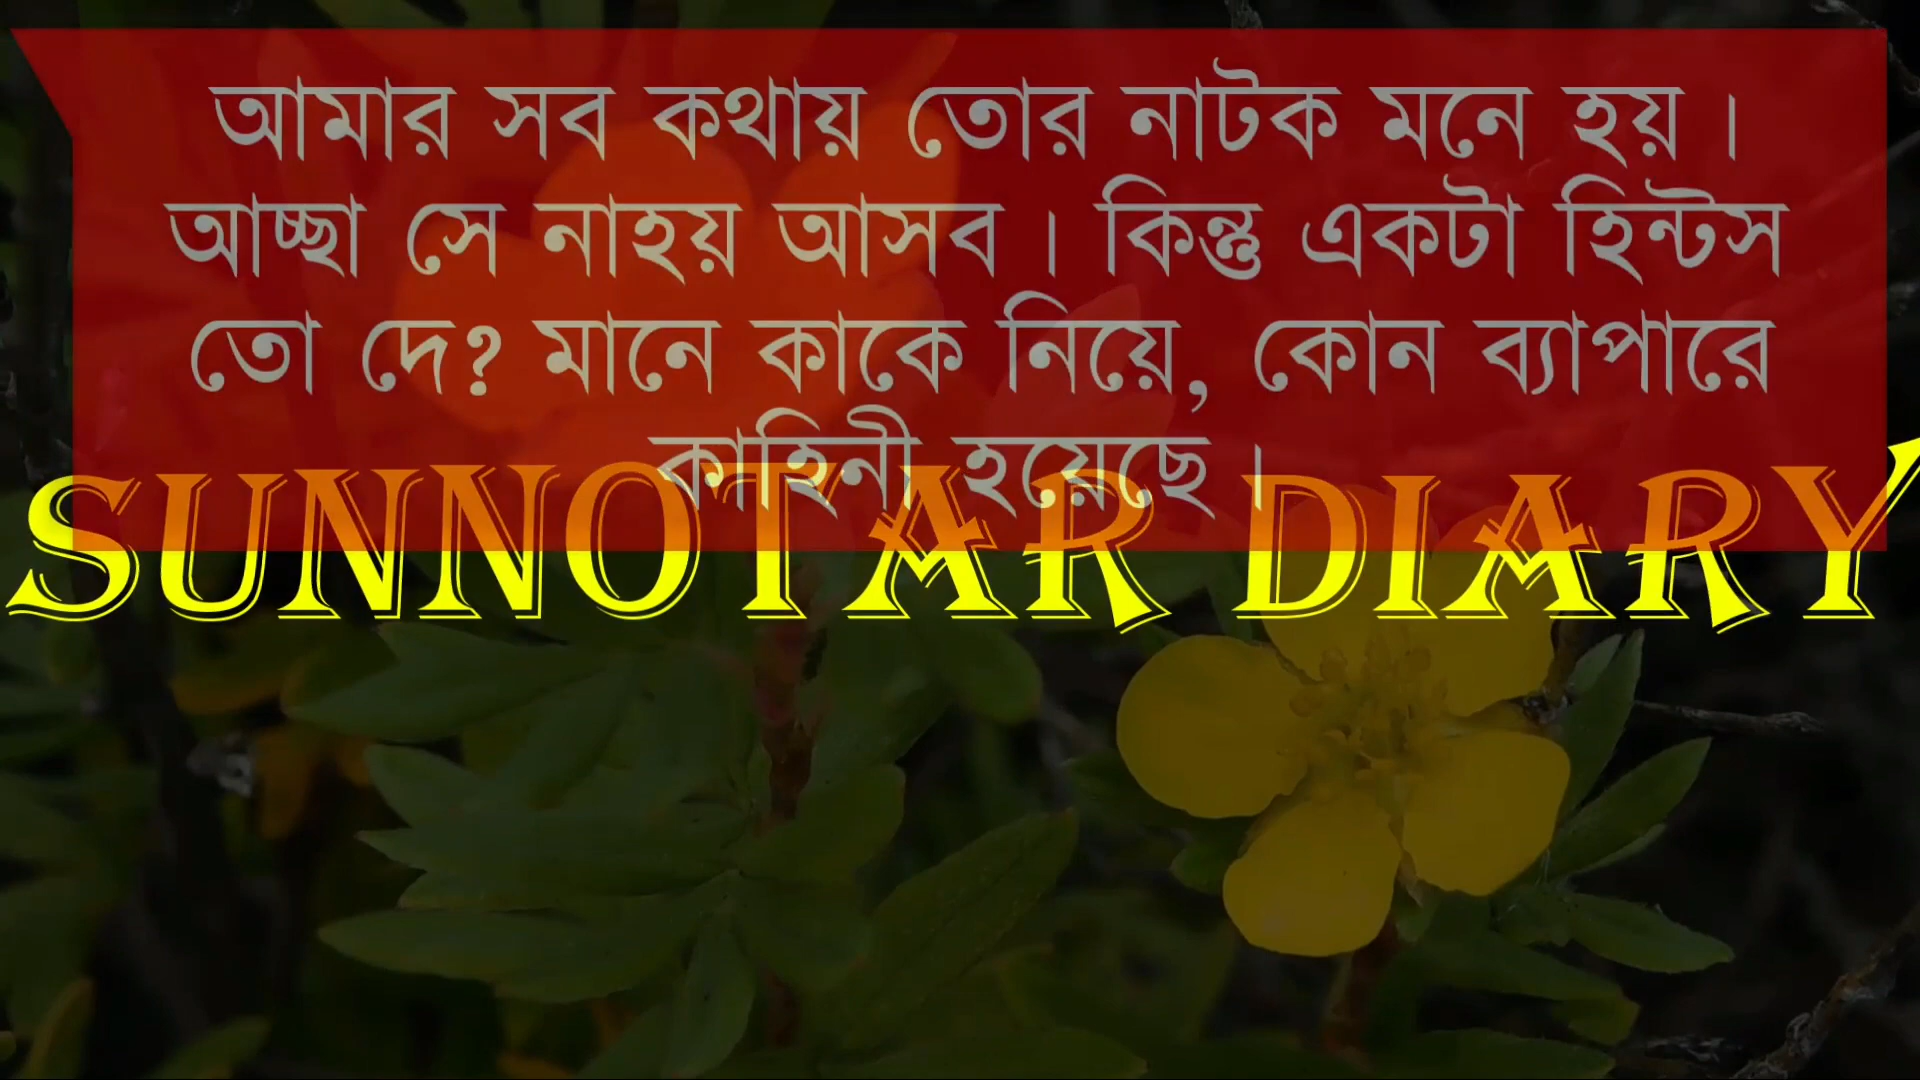 আমার সব কথায় তোর নাটক মনে হয় ।
আচ্ছা সে নাহয় আসব । কিন্তু একটা হিন্টস
তো দে? মানে কাকে নিয়ে, কোন ব্যাপারে
কাহিনী হয়েছে ।
SUNNOTAR DIARY